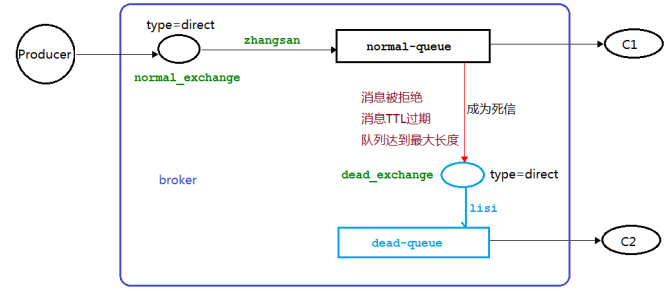 type=direct
Producer
zhangsan
normal-queue
C1
normal_exchange
消息被拒绝
消息TTL过期
队列达到最大长度
成为死信
broker
dead_exchange
type=direct
lisi
dead-queue
C2